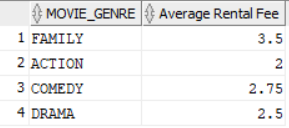 MOVIE_GENRE Average Rental Fee
1 FAMILY 3.5
2 ACTION 2
3 COMEDY 2.75
4 DRAMA 2.5